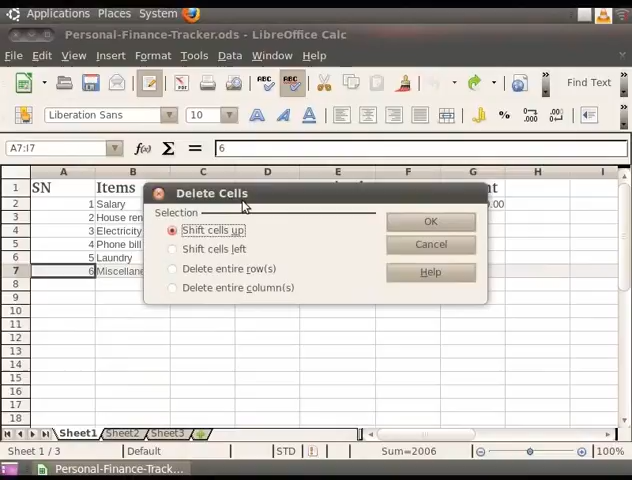 Applications Places System
Personal-Finance-Tracker.ods - LibreOffice Calc
File Edit View Insert Format Tools Data Window Help
Find Text
Liberation Sans 10 A A A % .000 .00
A7:I7 f(x) Σ = 6
A B C D E F G H I
1 SN Items nt
2 1 Salary .00
3 2 House ren
4 3 Electricity
5 4 Phone bill
6 5 Laundry
7 6 Miscellane
8
9
10
11
12
13
14
15
16
17
18
Delete Cells
Selection
Shift cells up
Shift cells left
Delete entire row(s)
Delete entire column(s)
OK
Cancel
Help
Sheet1 Sheet2 Sheet3
Sheet 1 / 3 Default STD Sum=2006 100%
Personal-Finance-Track...